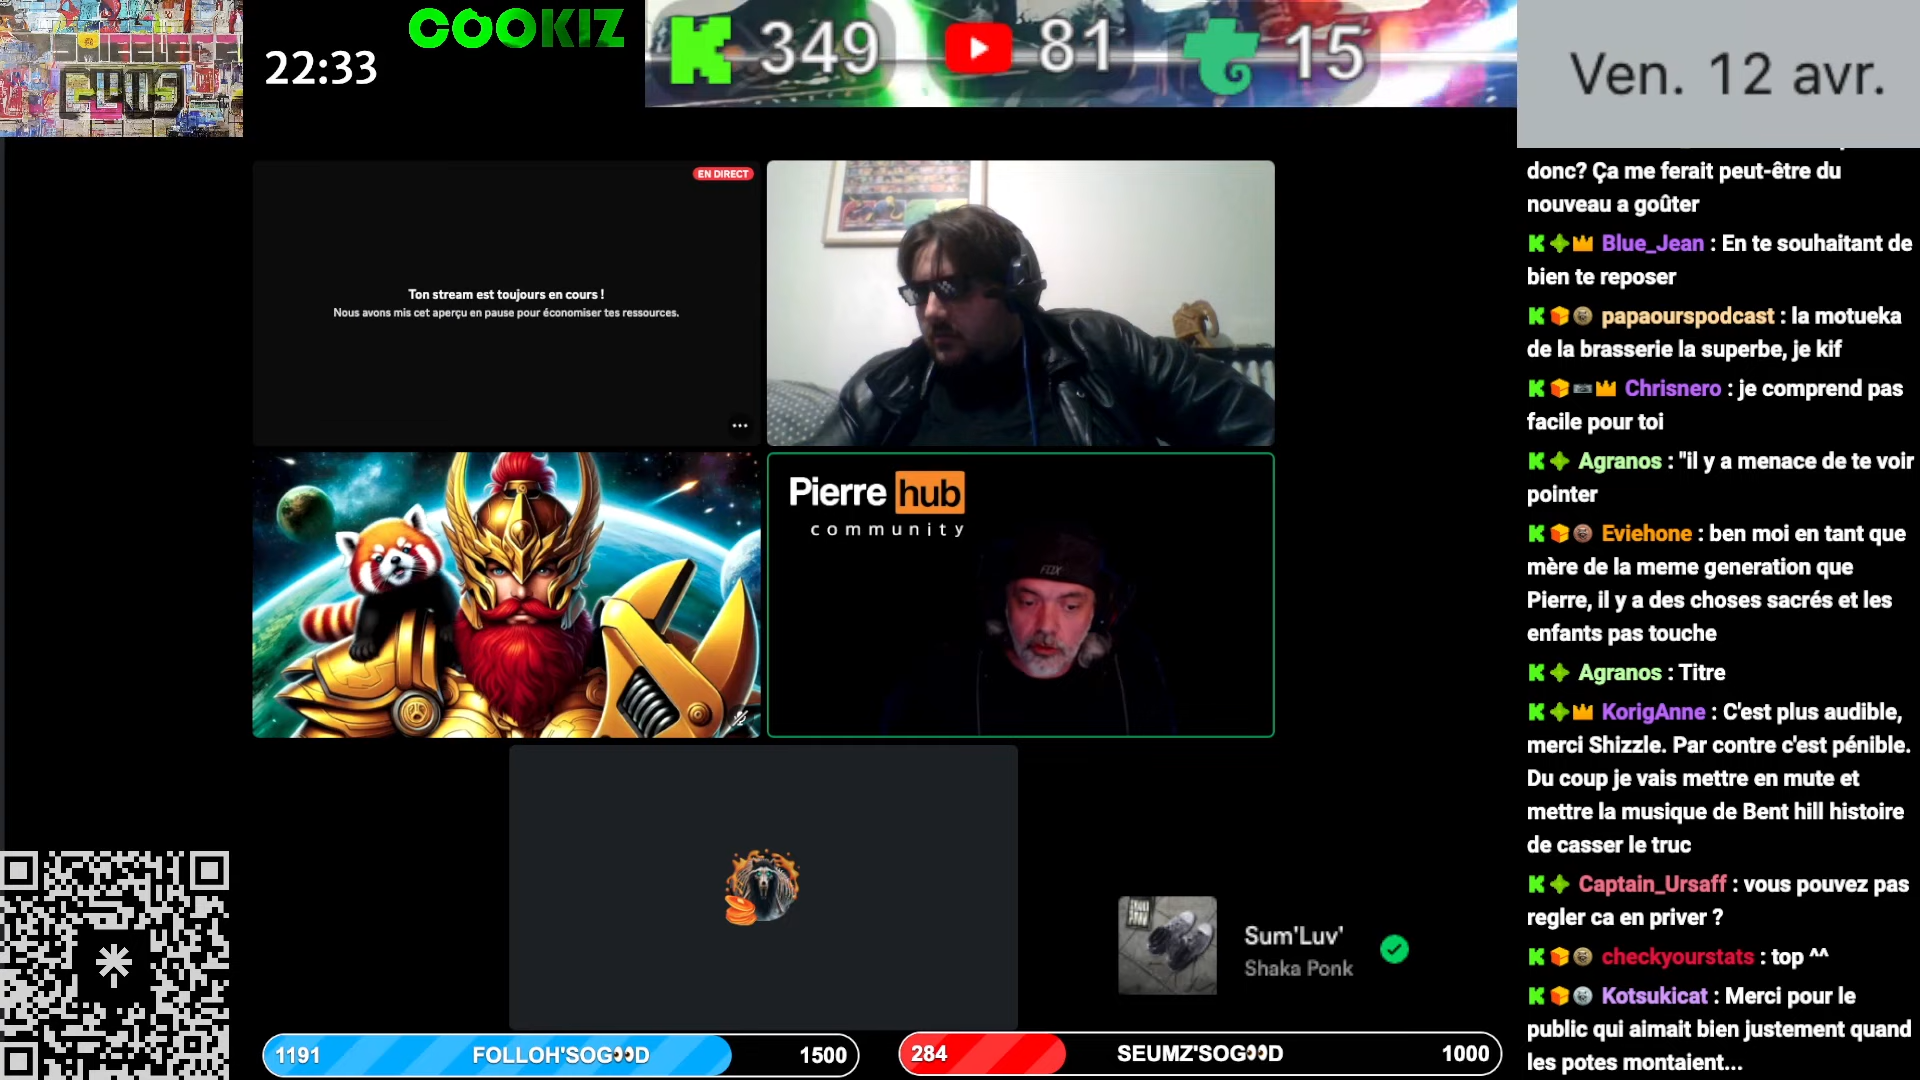 22:33
COOKIZ
349
81
15
Ven. 12 avr.
EN DIRECT
Ton stream est toujours en cours !
Nous avons mis cet aperçu en pause pour économiser tes ressources.
Pierre hub
community
FOX
Sum'Luv'
Shaka Ponk
1191 FOLLOH'SOG👀D 1500
284 SEUMZ'SOG👀D 1000
donc? Ça me ferait peut-être du
nouveau a goûter
Blue_Jean : En te souhaitant de
bien te reposer
papaourspodcast : la motueka
de la brasserie la superbe, je kif
Chrisnero : je comprend pas
facile pour toi
Agranos : "il y a menace de te voir
pointer
Eviehone : ben moi en tant que
mère de la meme generation que
Pierre, il y a des choses sacrés et les
enfants pas touche
Agranos : Titre
KorigAnne : C'est plus audible,
merci Shizzle. Par contre c'est pénible.
Du coup je vais mettre en mute et
mettre la musique de Bent hill histoire
de casser le truc
Captain_Ursaff : vous pouvez pas
regler ca en priver ?
checkyourstats : top ^^
Kotsukicat : Merci pour le
public qui aimait bien justement quand
les potes montaient...